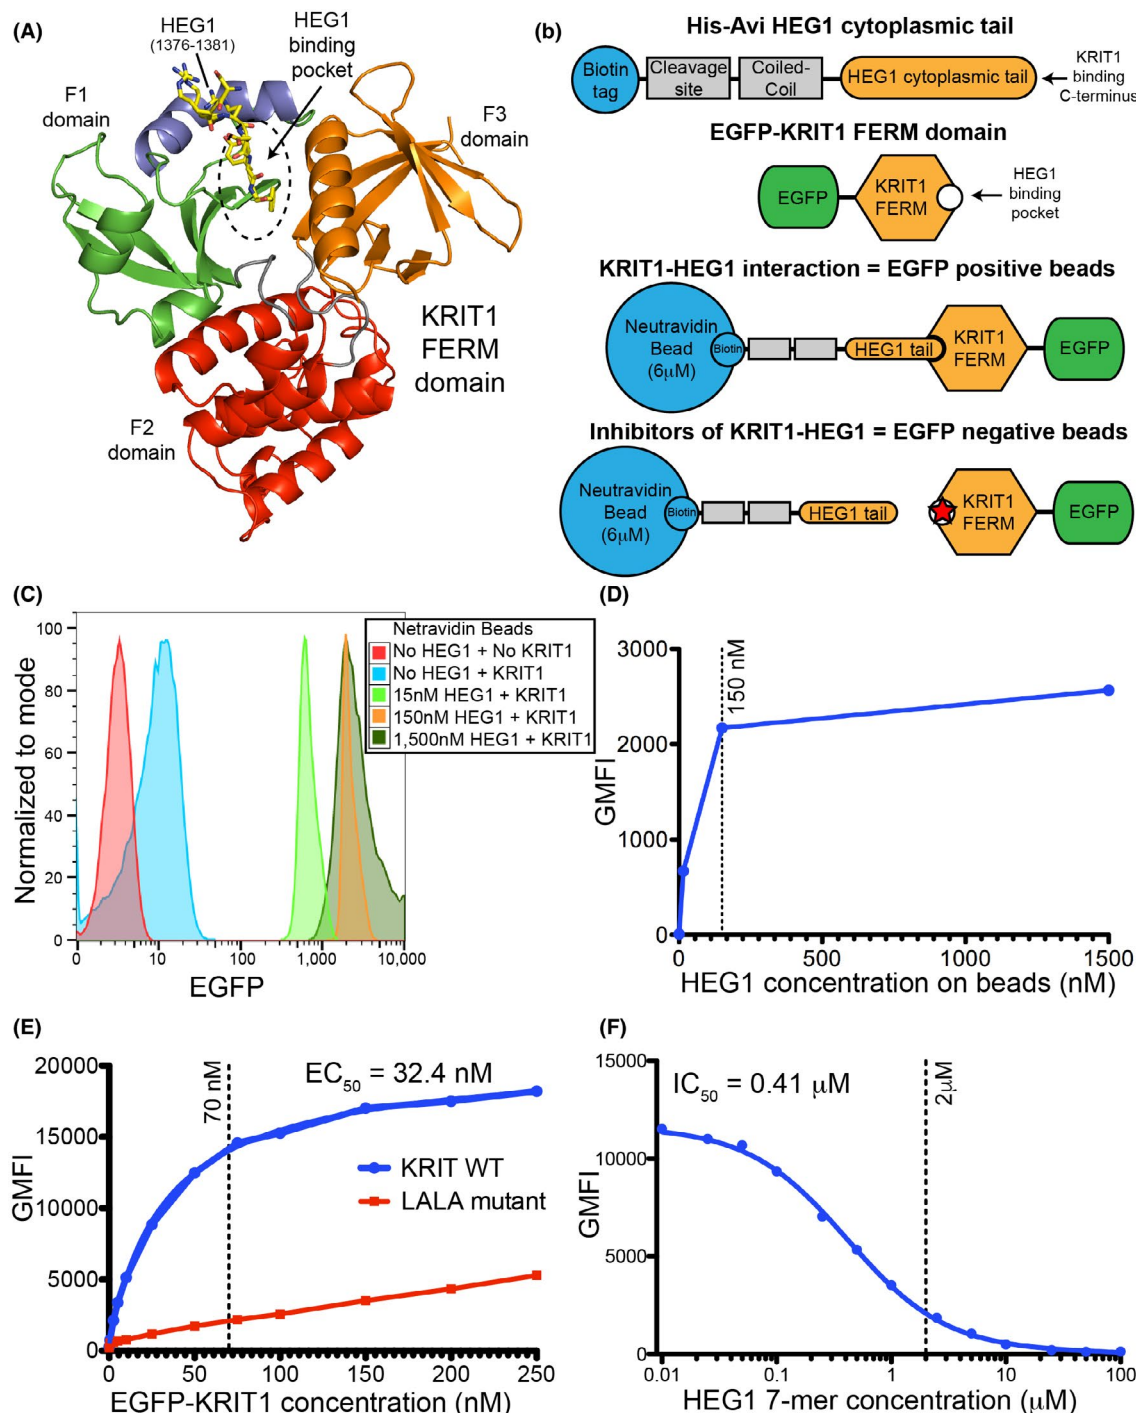 (A)
HEG1
(1376-1381)
HEG1
binding
pocket
F1
domain
F3
domain
KRIT1
FERM
domain
F2
domain
(b)
His-Avi HEG1 cytoplasmic tail
Biotin
tag
Cleavage
site
Coiled-
Coil
HEG1 cytoplasmic tail
KRIT1
binding
C-terminus
EGFP-KRIT1 FERM domain
EGFP
KRIT1
FERM
HEG1
binding
pocket
KRIT1-HEG1 interaction = EGFP positive beads
Neutravidin
Bead
(6μM)
Biotin
HEG1 tail
KRIT1
FERM
EGFP
Inhibitors of KRIT1-HEG1 = EGFP negative beads
Neutravidin
Bead
(6μM)
Biotin
HEG1 tail
KRIT1
FERM
EGFP
(C)
Normalized to mode
100
80
60
40
20
0
0 10 100 1,000 10,000
EGFP
Netravidin Beads
No HEG1 + No KRIT1
No HEG1 + KRIT1
15nM HEG1 + KRIT1
150nM HEG1 + KRIT1
1,500nM HEG1 + KRIT1
(D)
GMFI
3000
2000
1000
0
150 nM
0 500 1000 1500
HEG1 concentration on beads (nM)
(E)
GMFI
20000
15000
10000
5000
0
70 nM
EC50 = 32.4 nM
KRIT WT
LALA mutant
0 50 100 150 200 250
EGFP-KRIT1 concentration (nM)
(F)
GMFI
15000
10000
5000
0
IC50 = 0.41 μM
2μM
0.01 0.1 1 10 100
HEG1 7-mer concentration (μM)